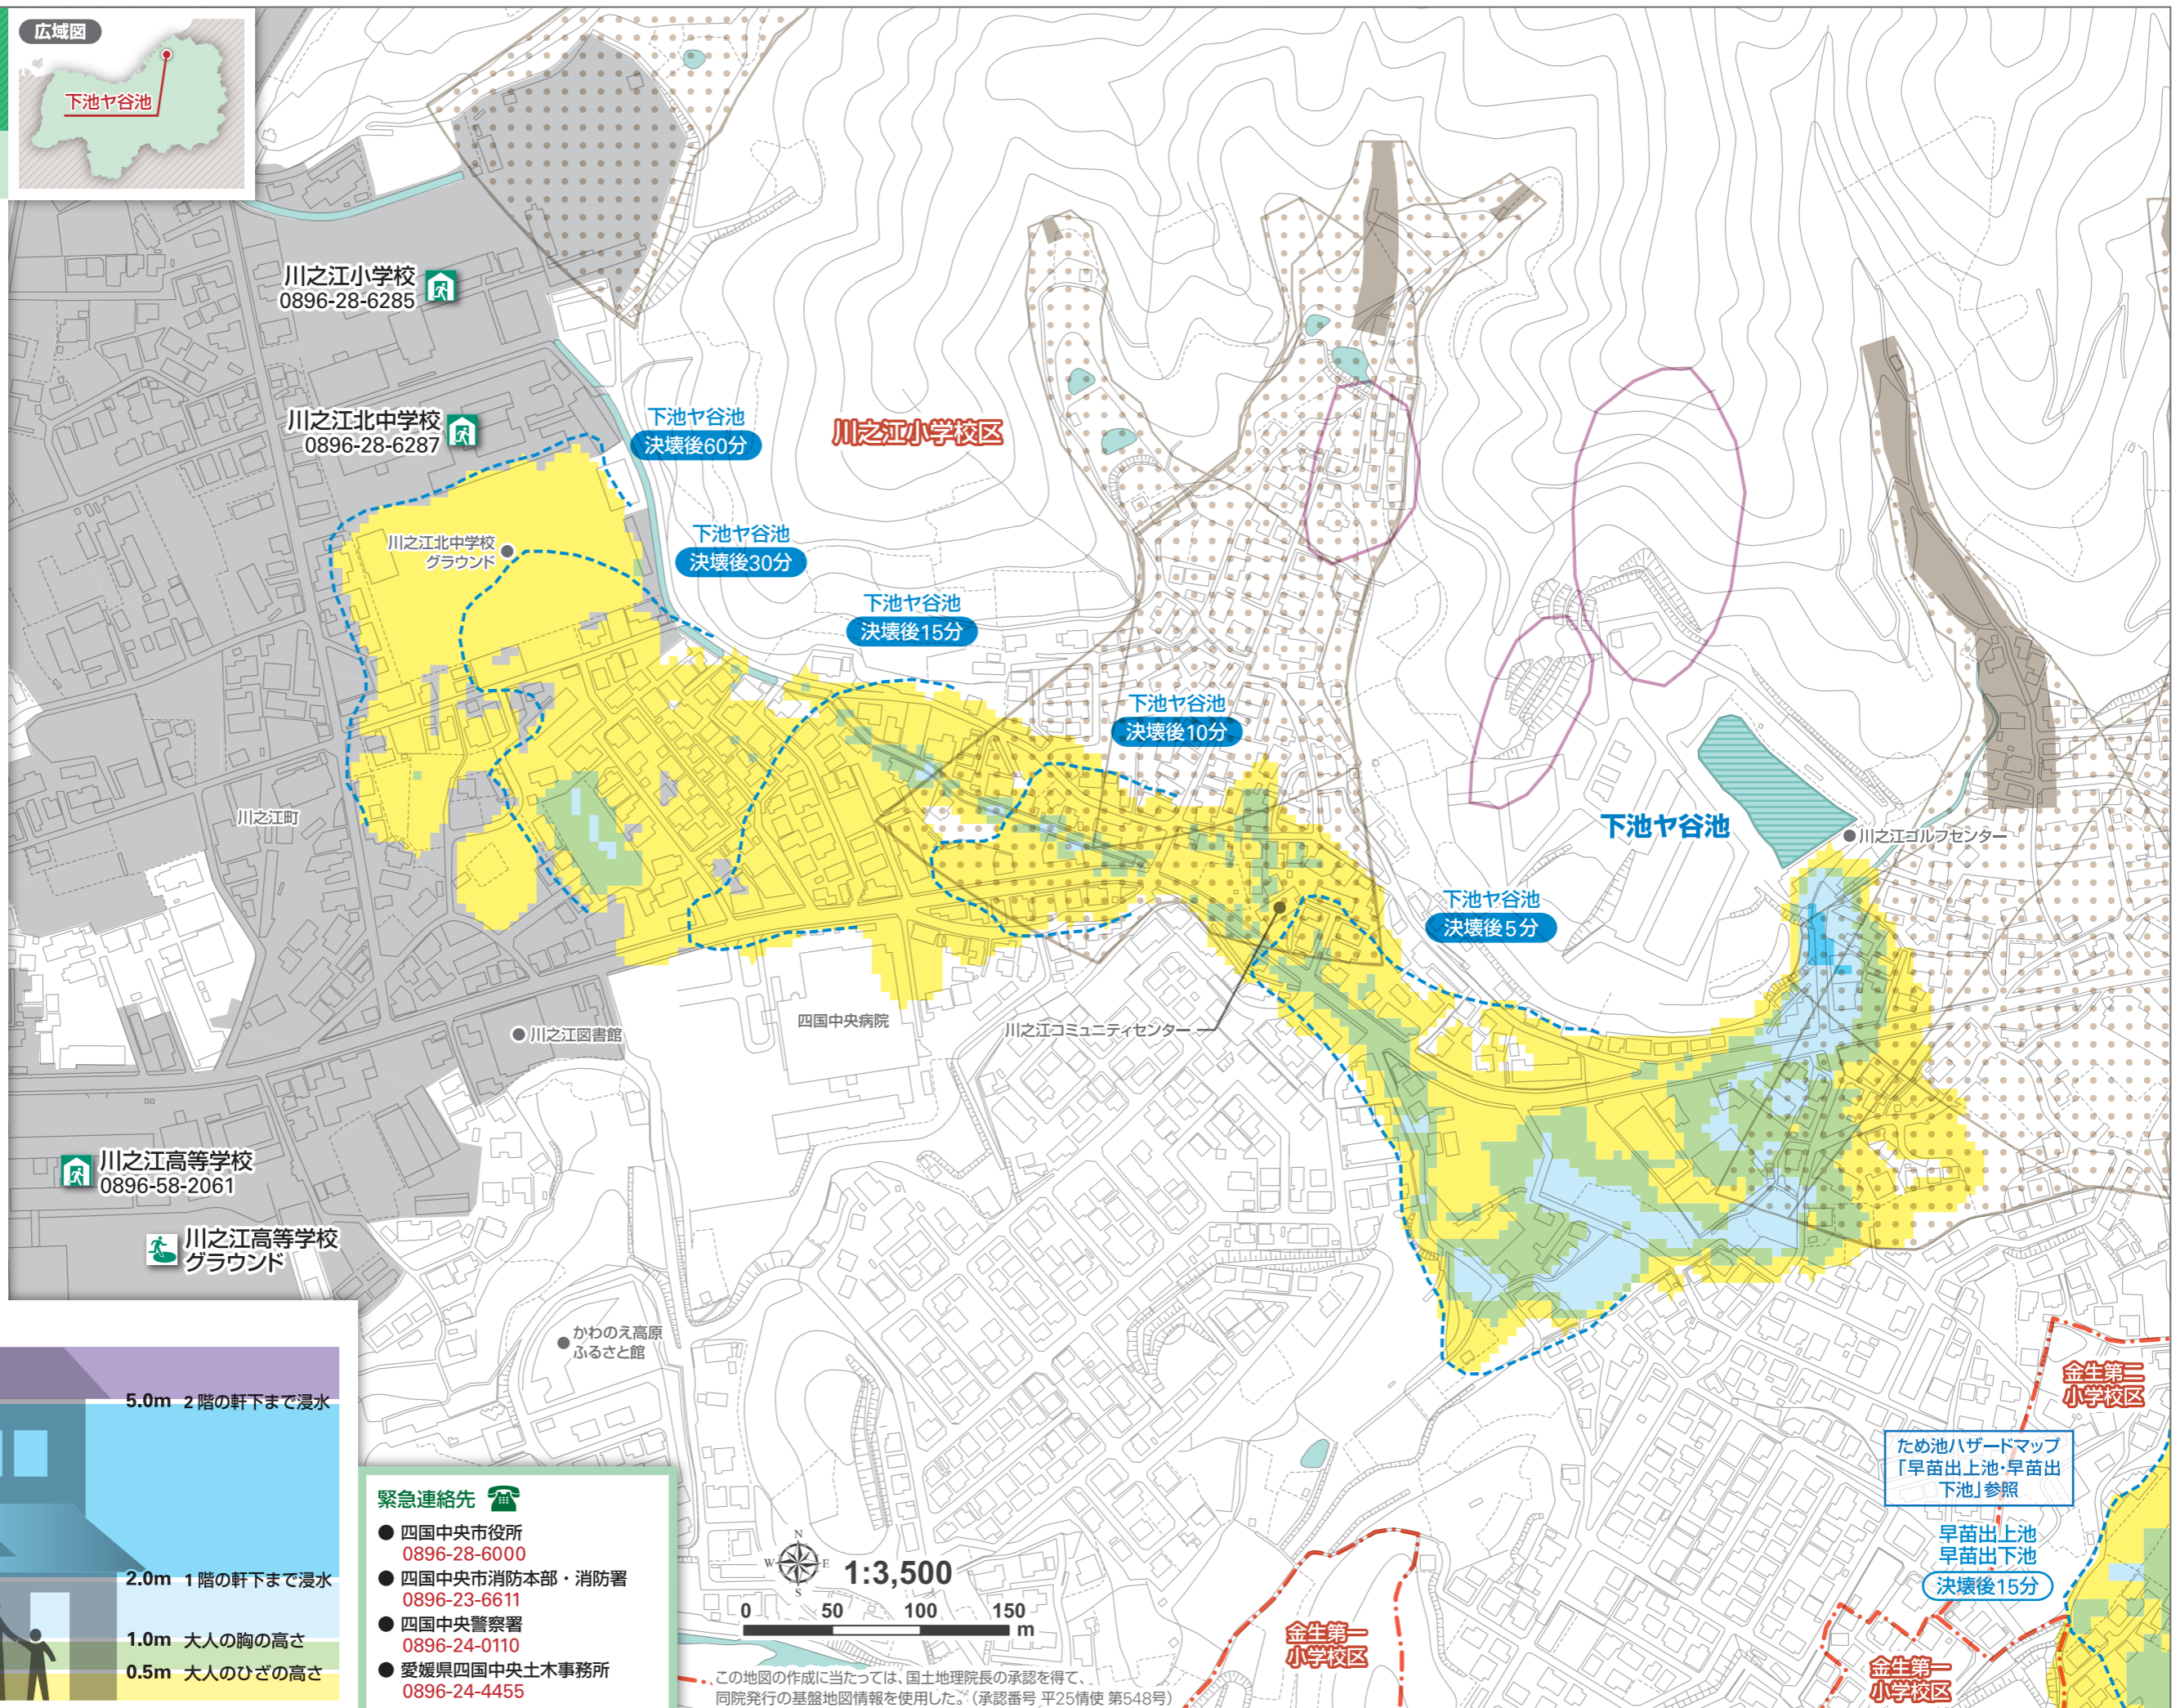 広域図
下池ヤ谷池
川之江小学校
0896-28-6285
川之江北中学校
0896-28-6287
下池ヤ谷池
決壊後60分
川之江小学校区
下池ヤ谷池
決壊後30分
川之江北中学校
グラウンド
下池ヤ谷池
決壊後15分
下池ヤ谷池
決壊後10分
川之江町
下池ヤ谷池
川之江ゴルフセンター
下池ヤ谷池
決壊後5分
四国中央病院
川之江コミュニティセンター
川之江図書館
川之江高等学校
0896-58-2061
川之江高等学校
グラウンド
かわのえ高原
ふるさと館
金生第二
小学校区
5.0m 2階の軒下まで浸水
2.0m 1階の軒下まで浸水
1.0m 大人の胸の高さ
0.5m 大人のひざの高さ
緊急連絡先
● 四国中央市役所
0896-28-6000
● 四国中央市消防本部・消防署
0896-23-6611
● 四国中央警察署
0896-24-0110
● 愛媛県四国中央土木事務所
0896-24-4455
N
W E
S
1:3,500
0 50 100 150
m
この地図の作成に当たっては、国土地理院長の承認を得て、
同院発行の基盤地図情報を使用した。(承認番号 平25情使 第548号)
金生第一
小学校区
ため池ハザードマップ
「早苗出上池・早苗出
下池」参照
早苗出上池
早苗出下池
決壊後15分
金生第一
小学校区